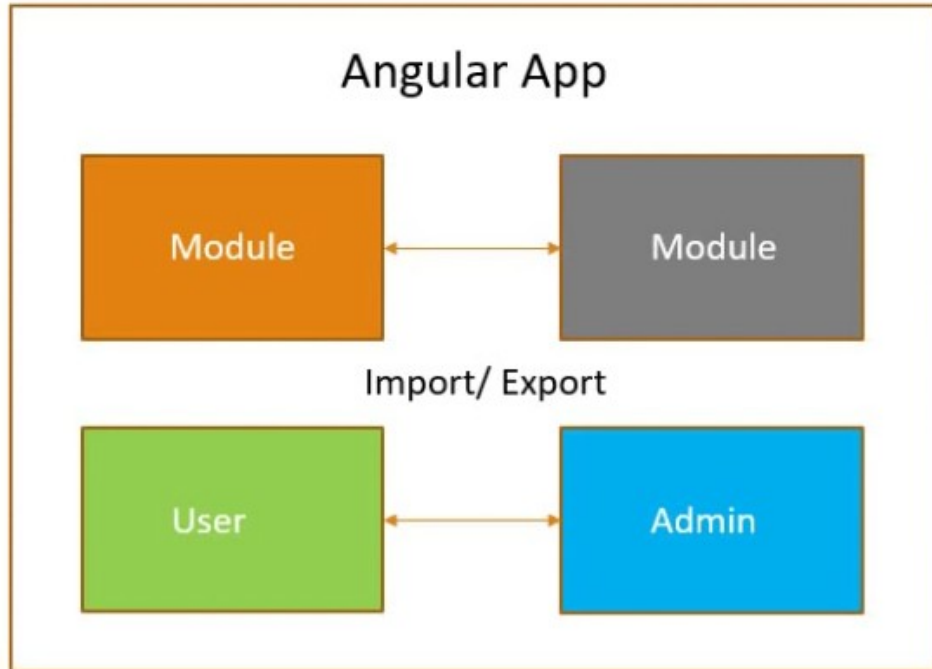 Angular App
Module
Module
Import/ Export
User
Admin